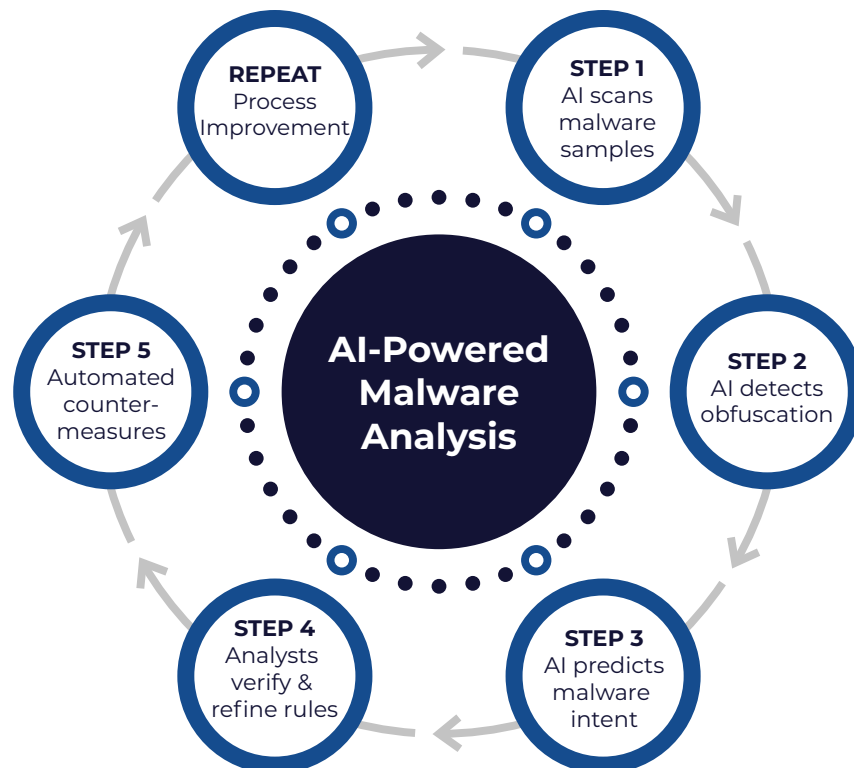 AI-Powered
Malware
Analysis
STEP 1
AI scans
malware
samples
STEP 2
AI detects
obfuscation
STEP 3
AI predicts
malware
intent
STEP 4
Analysts
verify &
refine rules
STEP 5
Automated
counter-
measures
REPEAT
Process
Improvement